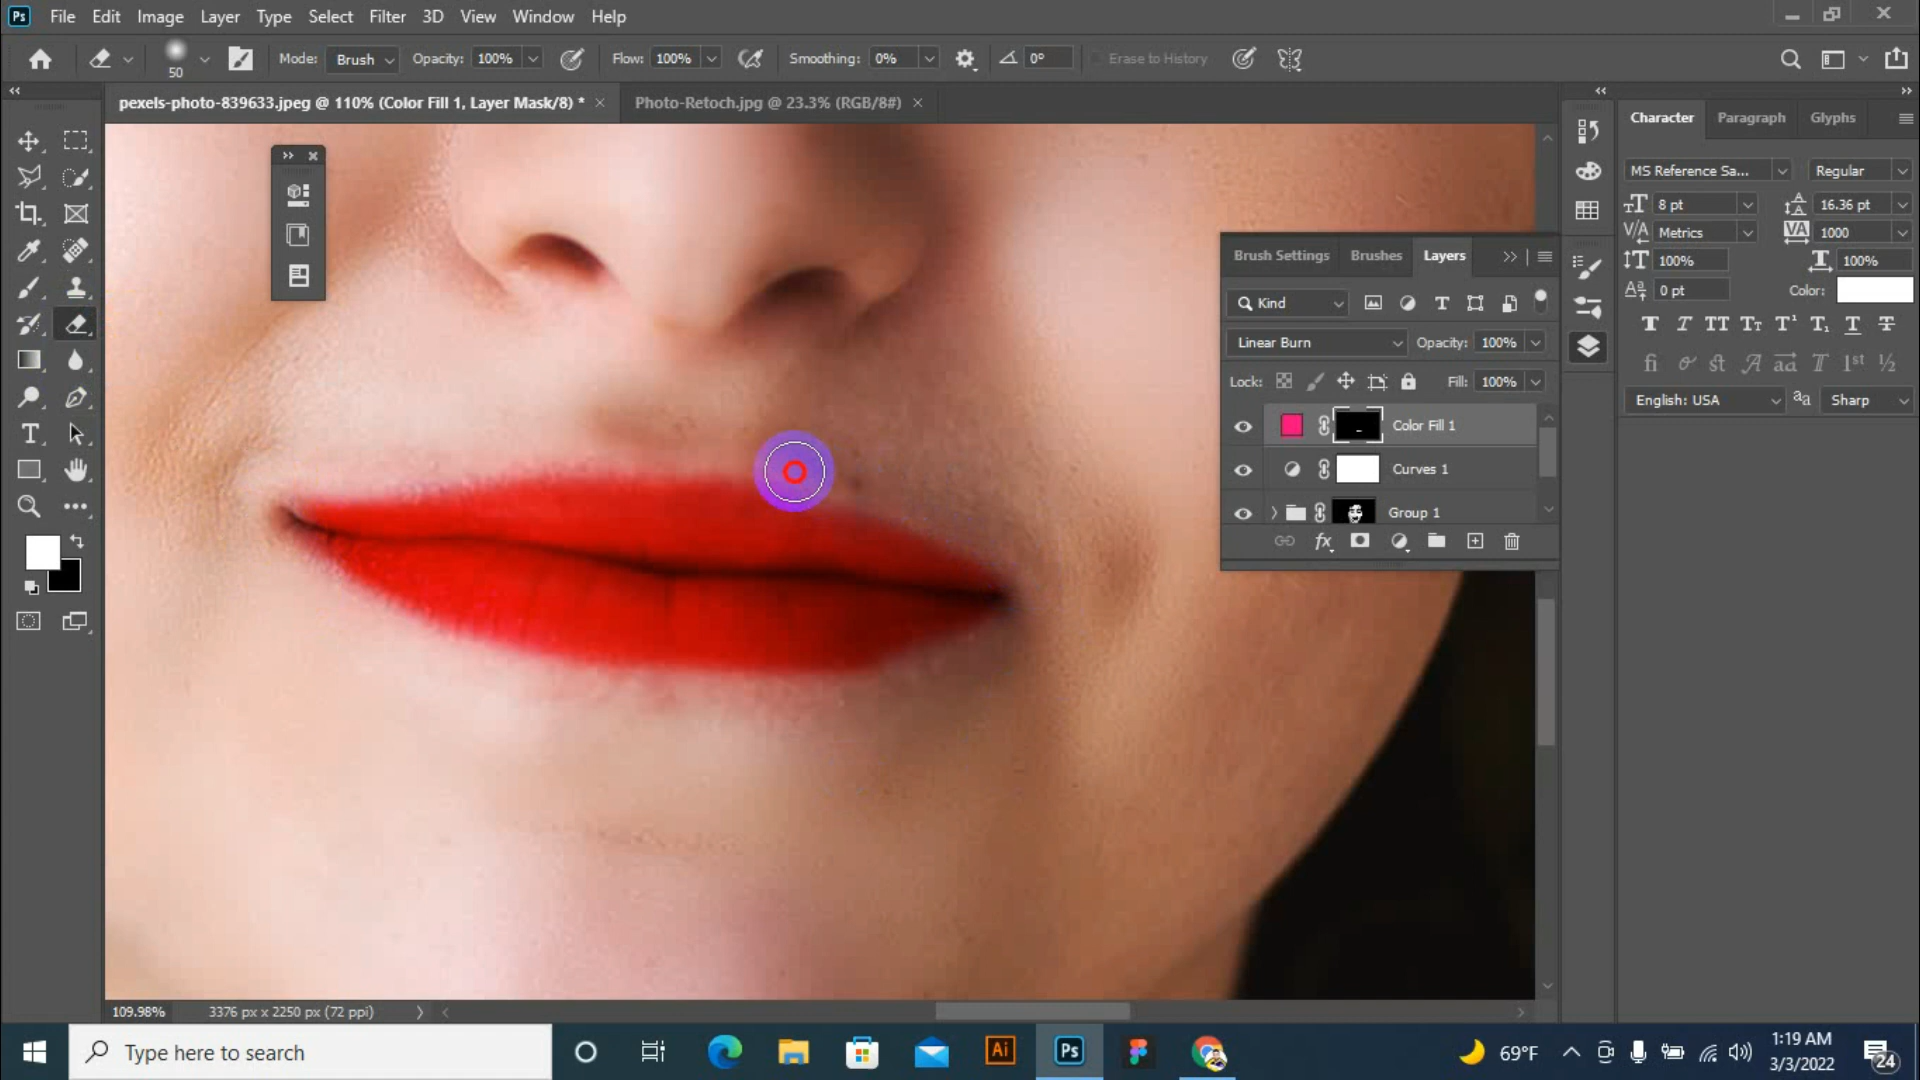 Ps File Edit Image Layer Type Select Filter 3D View Window Help
50 Mode: Brush Opacity: 100% Flow: 100% Smoothing: 0% 0° Erase to History
pexels-photo-839633.jpeg @ 110% (Color Fill 1, Layer Mask/8) * × Photo-Retoch.jpg @ 23.3% (RGB/8#) ×
Character Paragraph Glyphs
MS Reference Sa... Regular
8 pt 16.36 pt
Metrics 1000
100% 100%
0 pt Color:
English: USA aa Sharp
Brush Settings Brushes Layers
Kind
Linear Burn Opacity: 100%
Lock: Fill: 100%
Color Fill 1
Curves 1
Group 1
fx
109.98% 3376 px x 2250 px (72 ppi)
Type here to search
Ai Ps 69°F 1:19 AM
3/3/2022
24